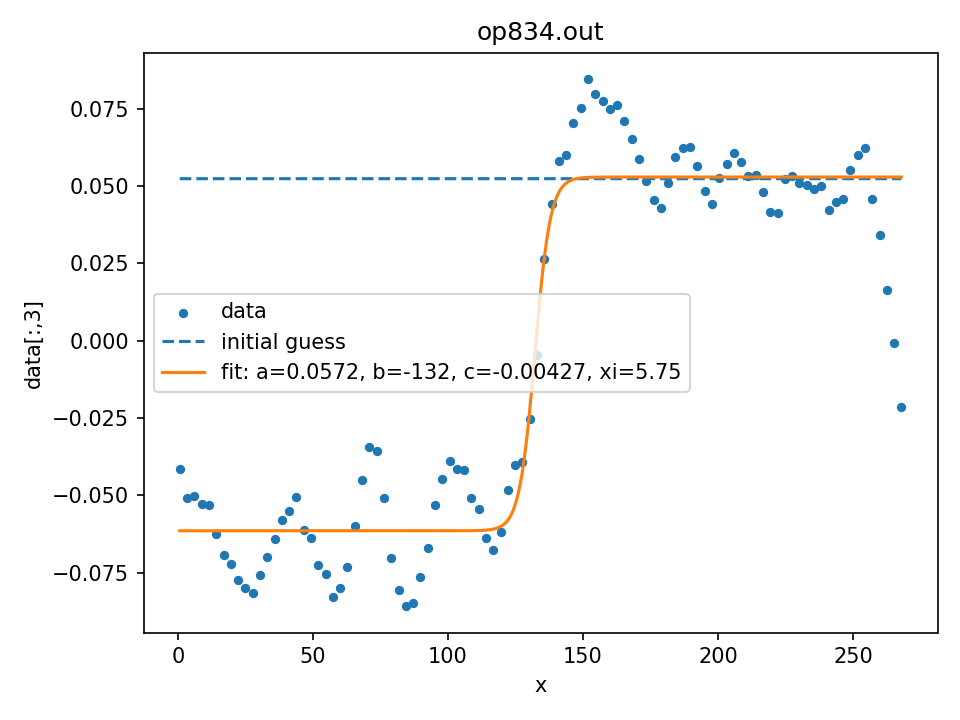 op834.out
data[:,3]
0.075
0.050
0.025
0.000
−0.025
−0.050
−0.075
data
initial guess
fit: a=0.0572, b=-132, c=-0.00427, xi=5.75
0 50 100 150 200 250
x